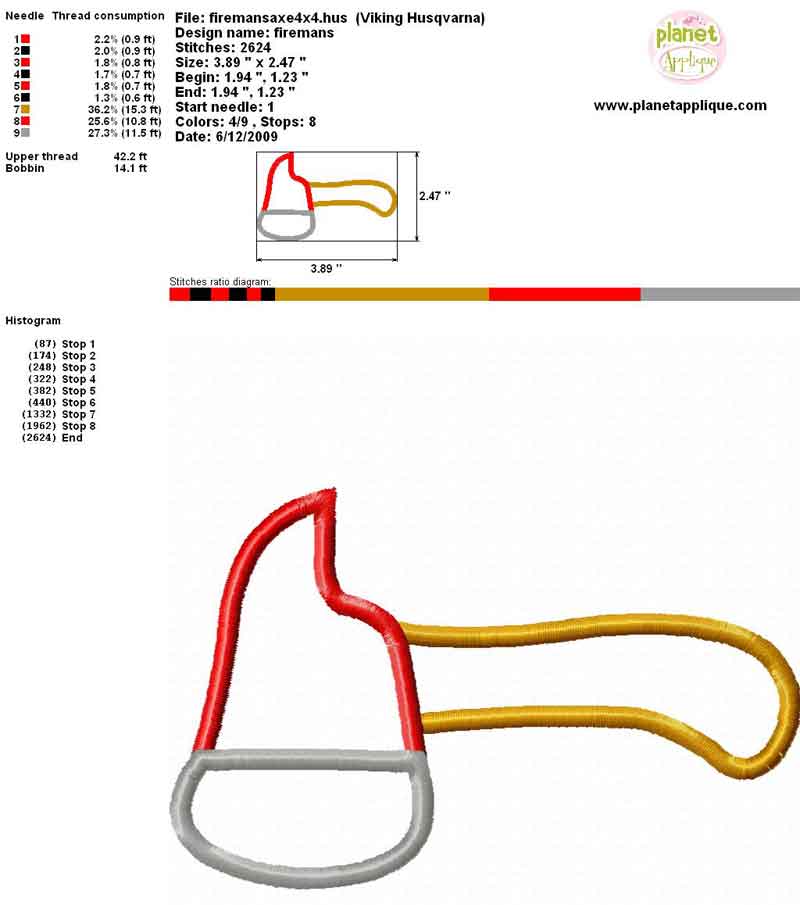 Needle Thread consumption
1 2.2% (0.9 ft)
2 2.0% (0.9 ft)
3 1.8% (0.8 ft)
4 1.7% (0.7 ft)
5 1.8% (0.7 ft)
6 1.3% (0.6 ft)
7 36.2% (15.3 ft)
8 25.6% (10.8 ft)
9 27.3% (11.5 ft)
Upper thread 42.2 ft
Bobbin 14.1 ft
File: firemansaxe4x4.hus (Viking Husqvarna)
Design name: firemans
Stitches: 2624
Size: 3.89 " x 2.47 "
Begin: 1.94 ", 1.23 "
End: 1.94 ", 1.23 "
Start needle: 1
Colors: 4/9 , Stops: 8
Date: 6/12/2009
planet
Applique
www.planetapplique.com
2.47 "
3.89 "
Stitches ratio diagram:
Histogram
(87) Stop 1
(174) Stop 2
(248) Stop 3
(322) Stop 4
(382) Stop 5
(440) Stop 6
(1332) Stop 7
(1962) Stop 8
(2624) End